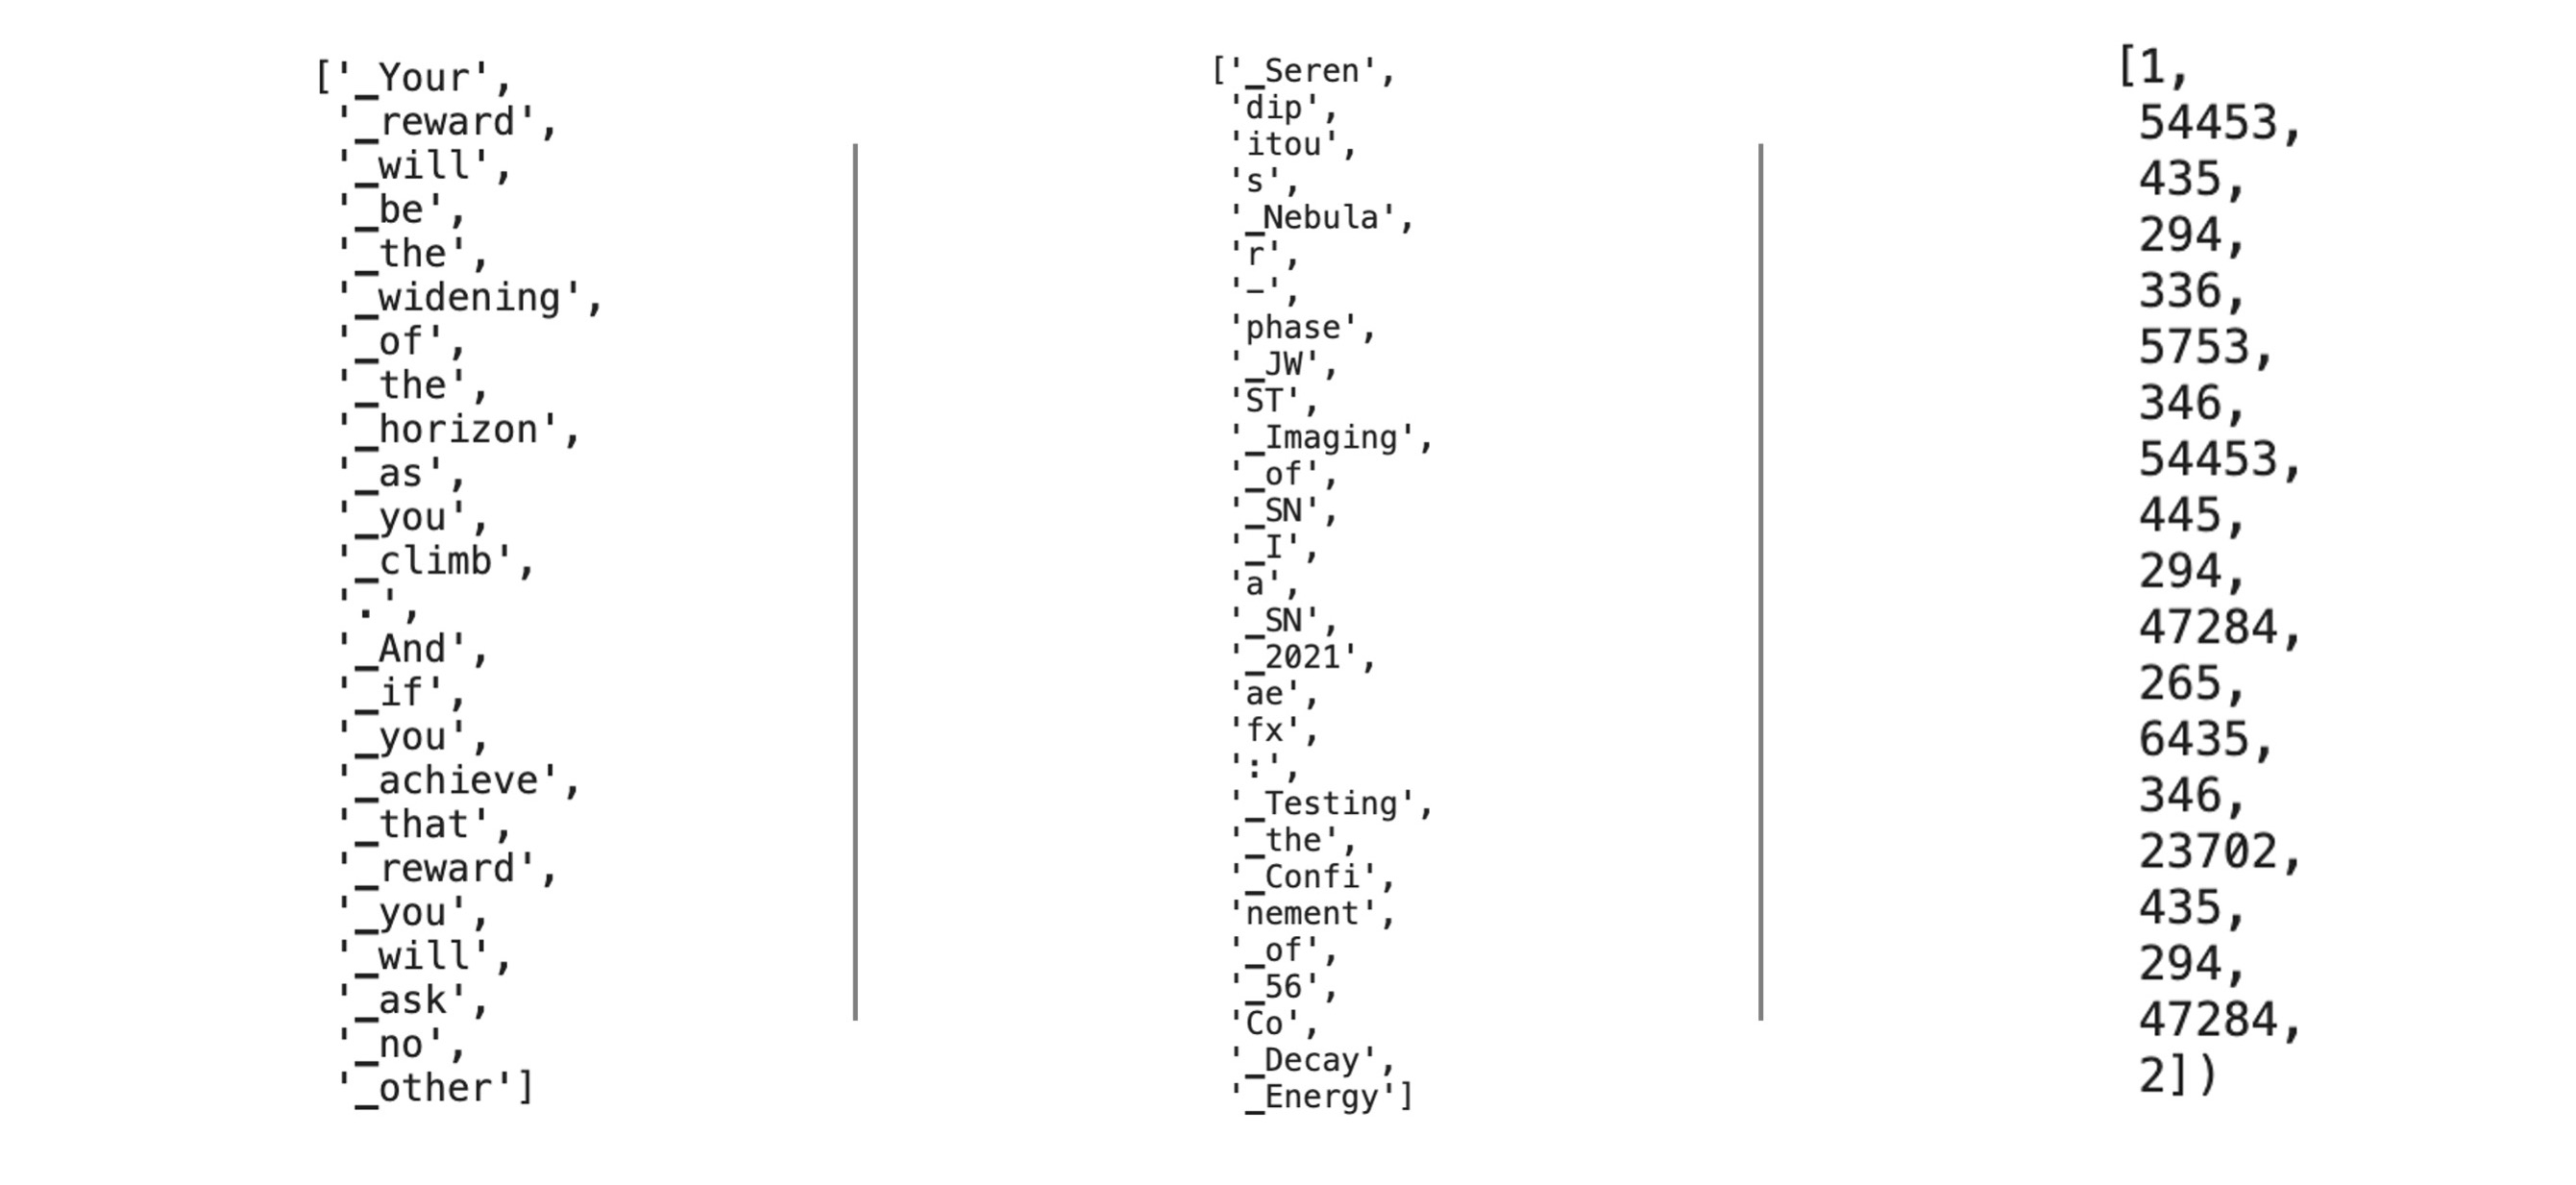 ['_Your',
'_reward',
'_will',
'_be',
'_the',
'_widening',
'_of',
'_the',
'_horizon',
'_as',
'_you',
'_climb',
'.',
'_And',
'_if',
'_you',
'_achieve',
'_that',
'_reward',
'_you',
'_will',
'_ask',
'_no',
'_other']
['_Seren',
'dip',
'itou',
's',
'_Nebula',
'r',
'–',
'phase',
'_JW',
'ST',
'_Imaging',
'_of',
'_SN',
'_I',
'a',
'_SN',
'_2021',
'ae',
'fx',
':',
'_Testing',
'_the',
'_Confi',
'nement',
'_of',
'_56',
'Co',
'_Decay',
'_Energy']
[1,
54453,
435,
294,
336,
5753,
346,
54453,
445,
294,
47284,
265,
6435,
346,
23702,
435,
294,
47284,
2])